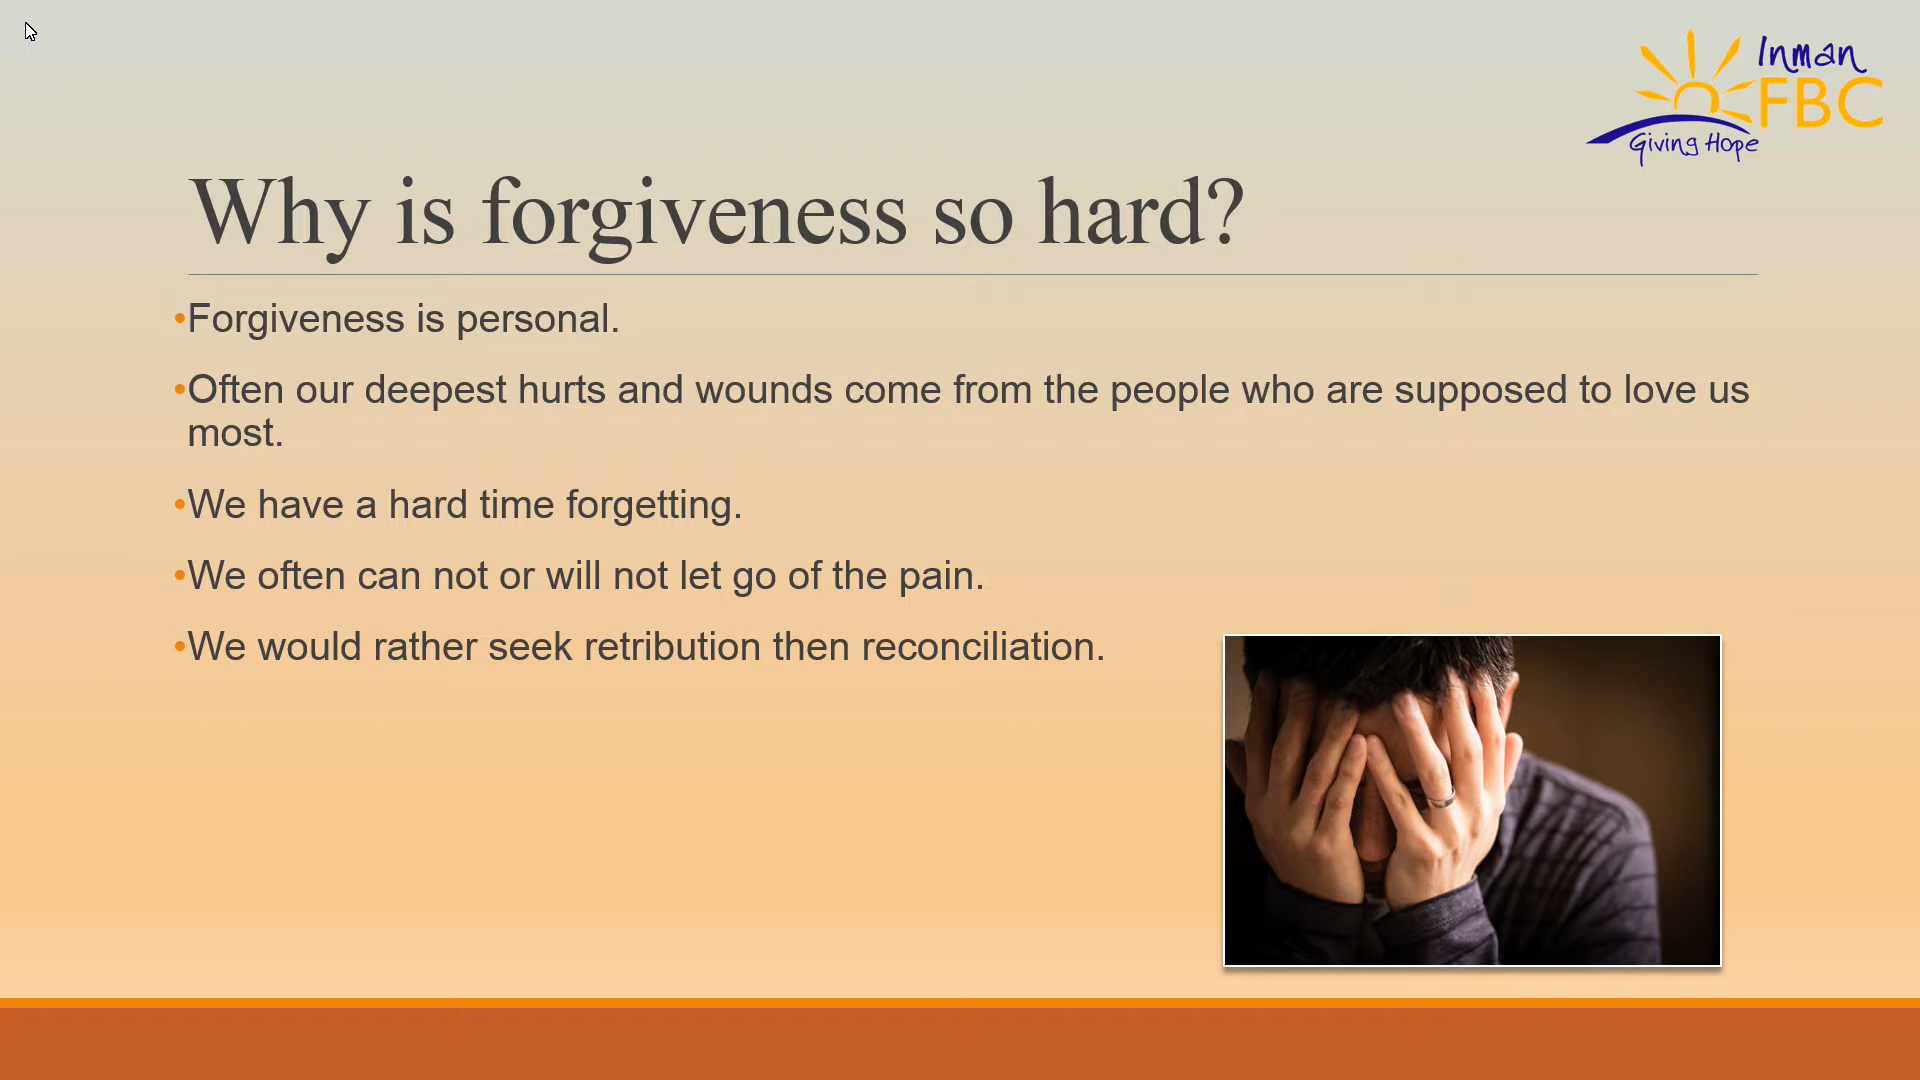 Inman
FBC
Giving Hope
Why is forgiveness so hard?
•Forgiveness is personal.
•Often our deepest hurts and wounds come from the people who are supposed to love us
most.
•We have a hard time forgetting.
•We often can not or will not let go of the pain.
•We would rather seek retribution then reconciliation.